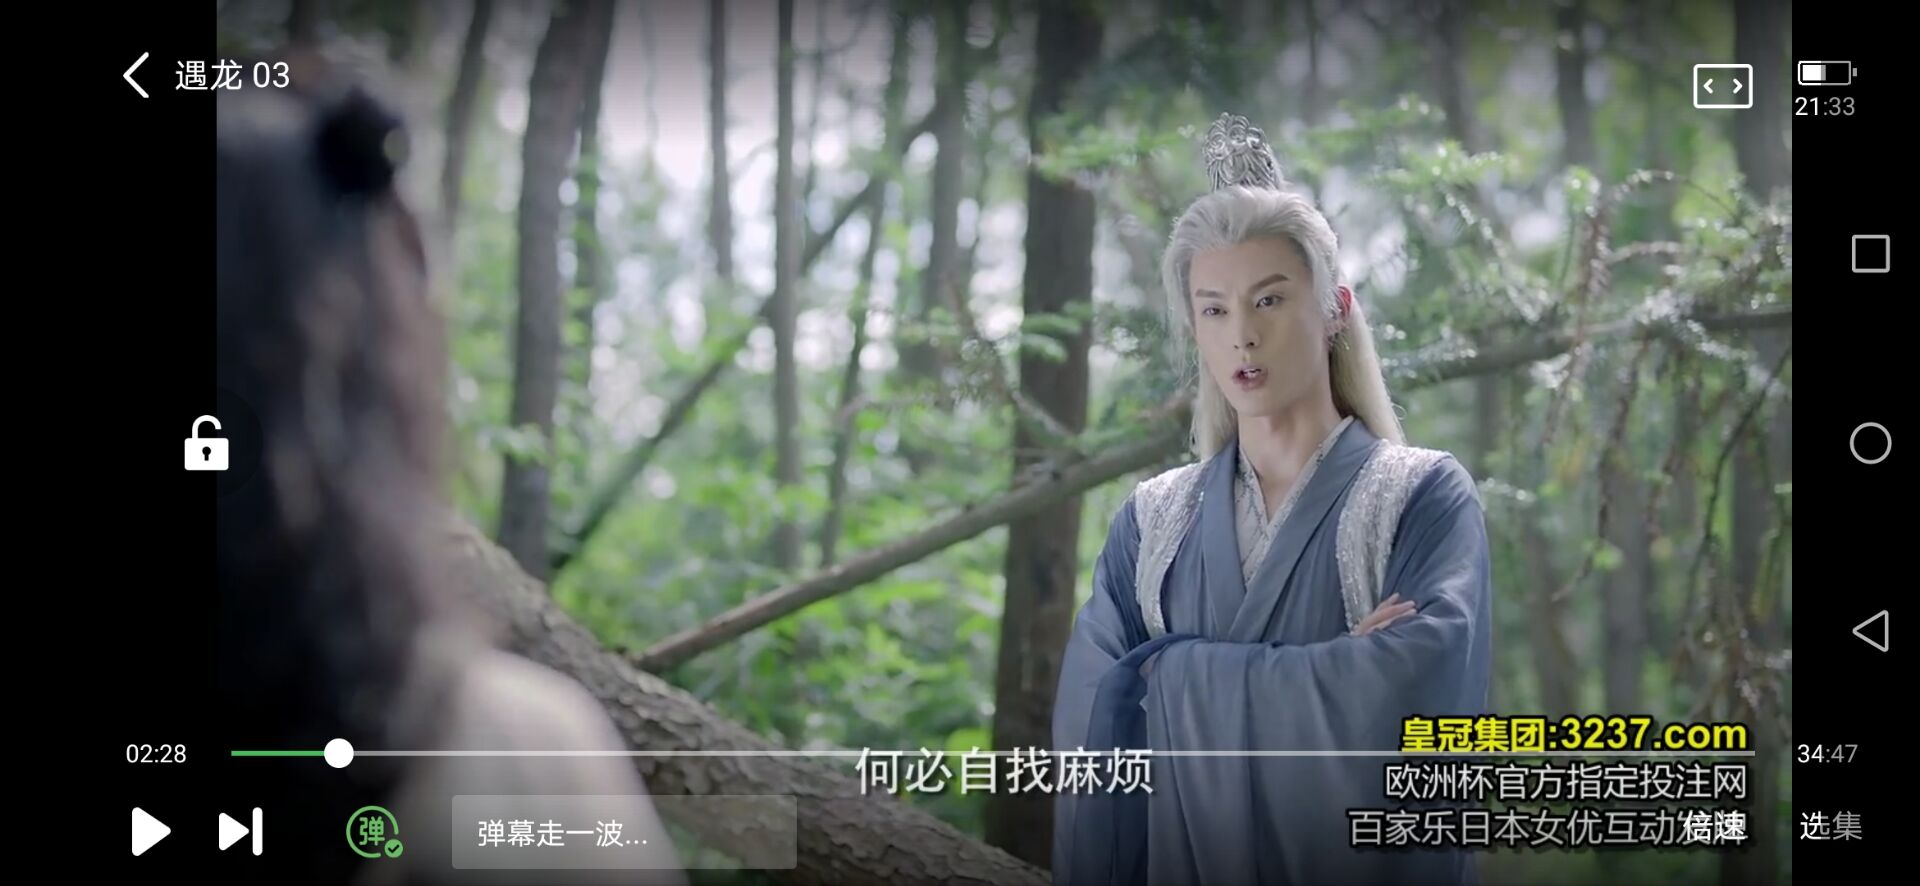 遇龙 03
21:33
02:28
34:47
何必自找麻烦
皇冠集团:3237.com
欧洲杯官方指定投注网
百家乐日本女优互动
倍速
选集
弹
弹幕走一波...